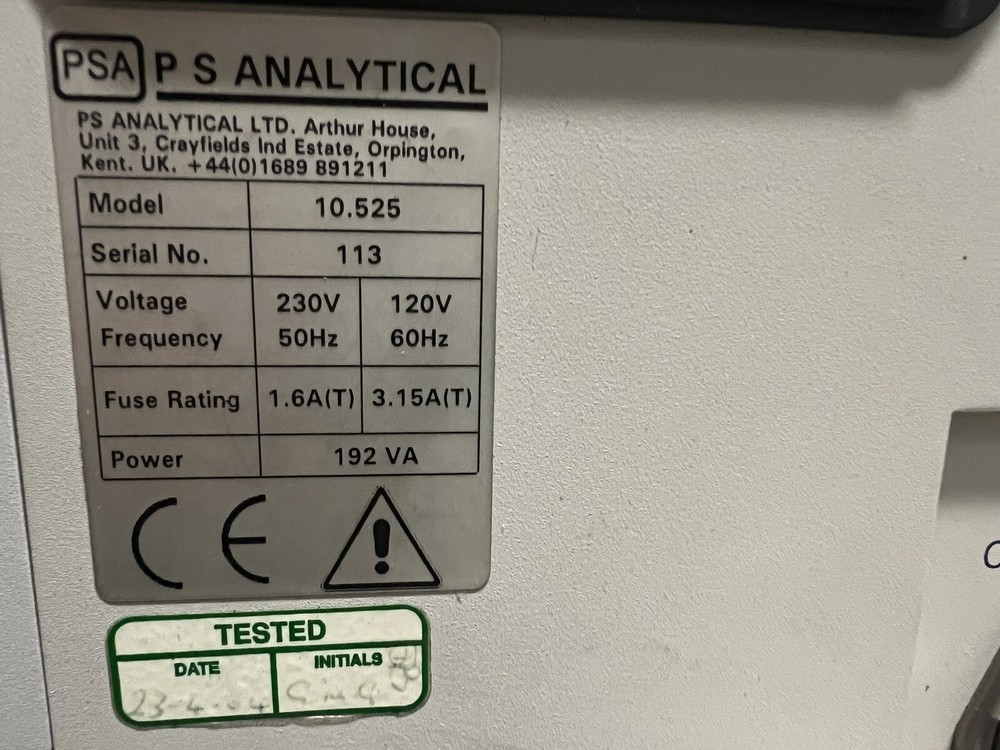 PSA P S ANALYTICAL
PS ANALYTICAL LTD. Arthur House,
Unit 3, Crayfields Ind Estate, Orpington,
Kent. UK. +44(0)1689 891211
Model 10.525
Serial No. 113
Voltage 230V 120V
Frequency 50Hz 60Hz
Fuse Rating 1.6A(T) 3.15A(T)
Power 192 VA
CE
TESTED
DATE INITIALS
23-4-04